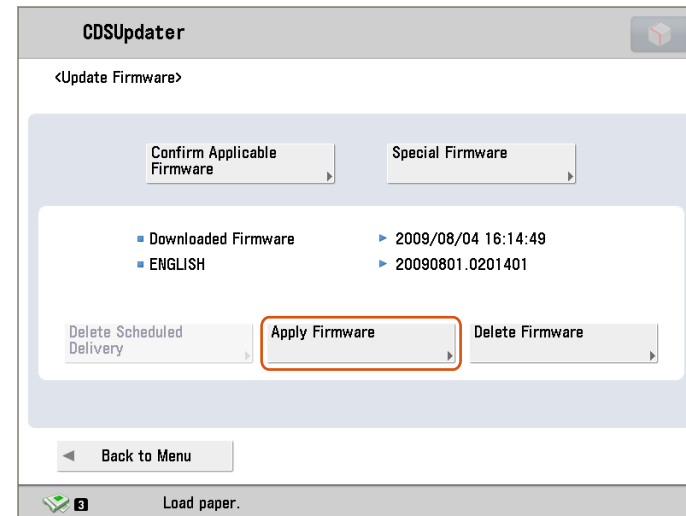 CDSUpdater
<Update Firmware>
Confirm Applicable
Firmware
Special Firmware
Downloaded Firmware
2009/08/04 16:14:49
ENGLISH
20090801.0201401
Delete Scheduled
Delivery
Apply Firmware
Delete Firmware
Back to Menu
3
Load paper.